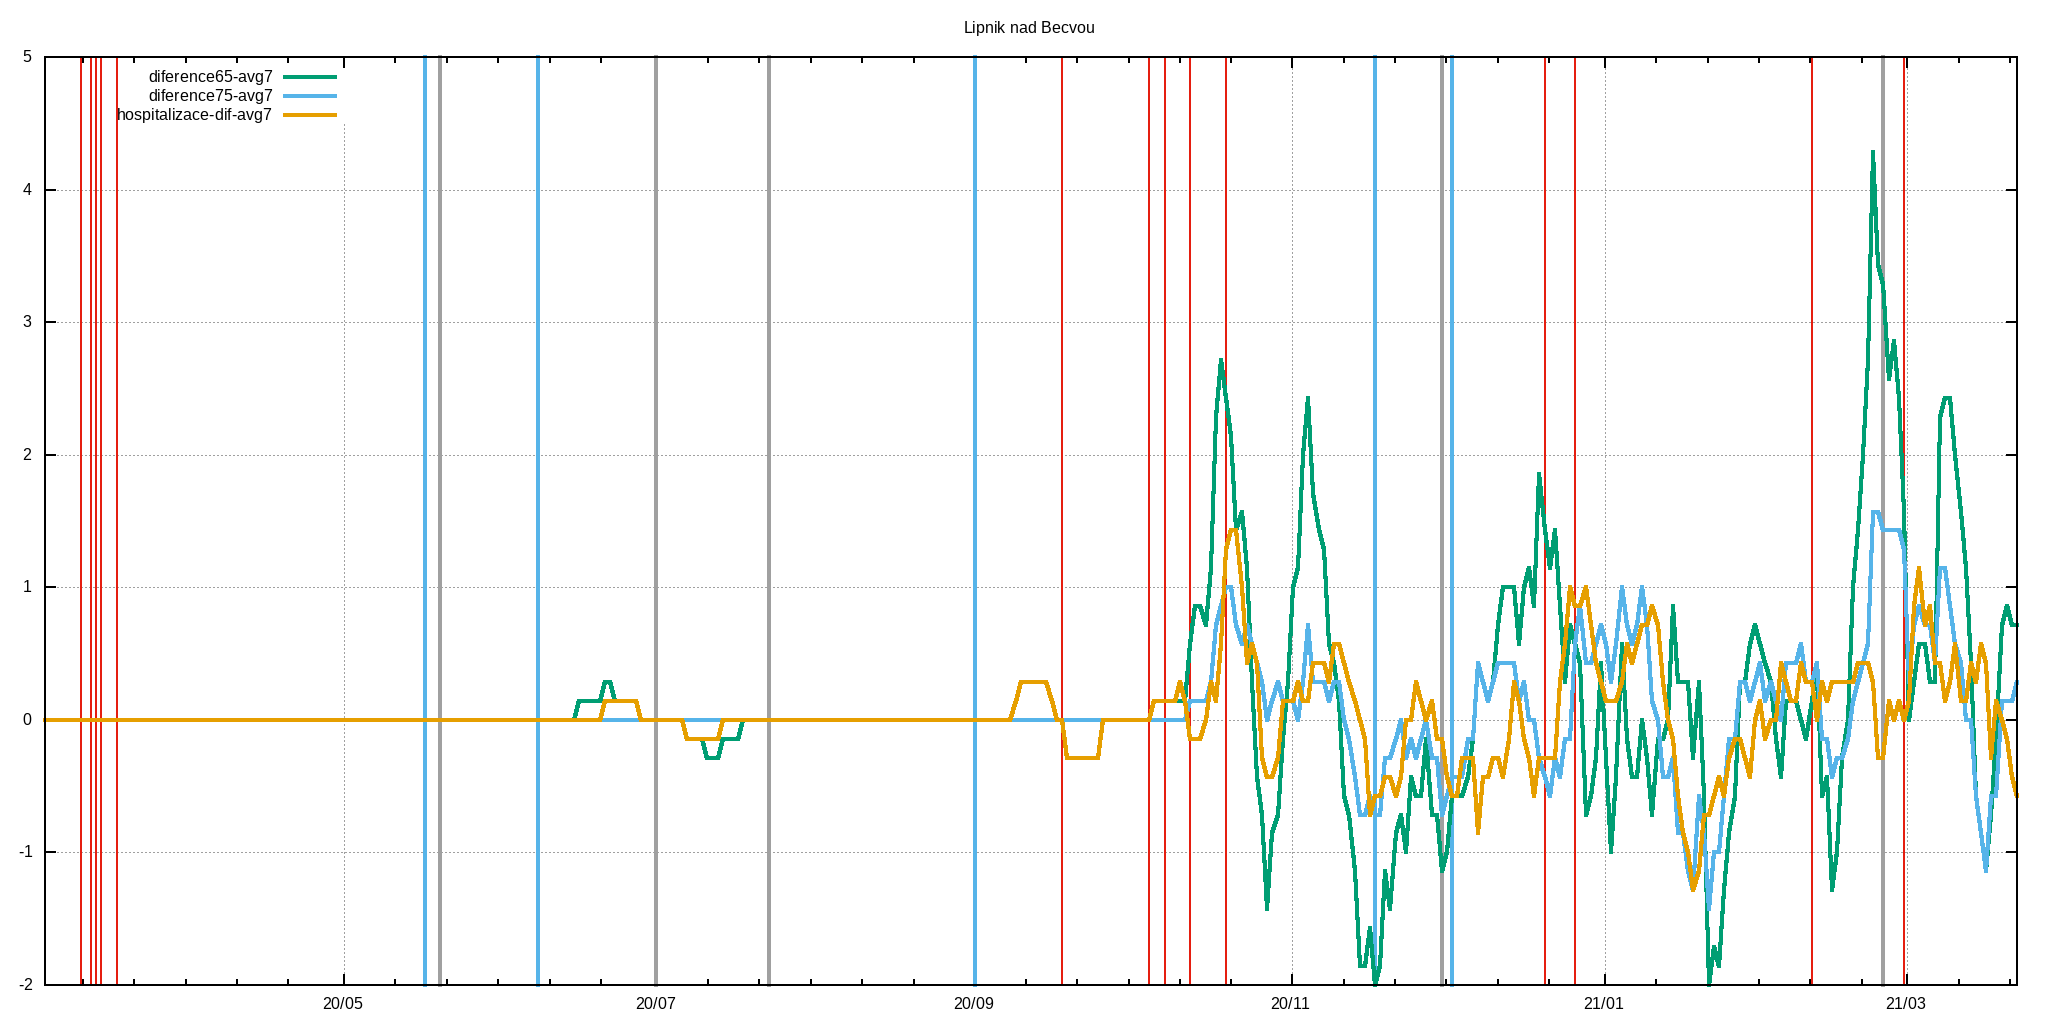 Lipnik nad Becvou
5
4
3
2
1
0
-1
-2
diference65-avg7
diference75-avg7
hospitalizace-dif-avg7
20/05 20/07 20/09 20/11 21/01 21/03